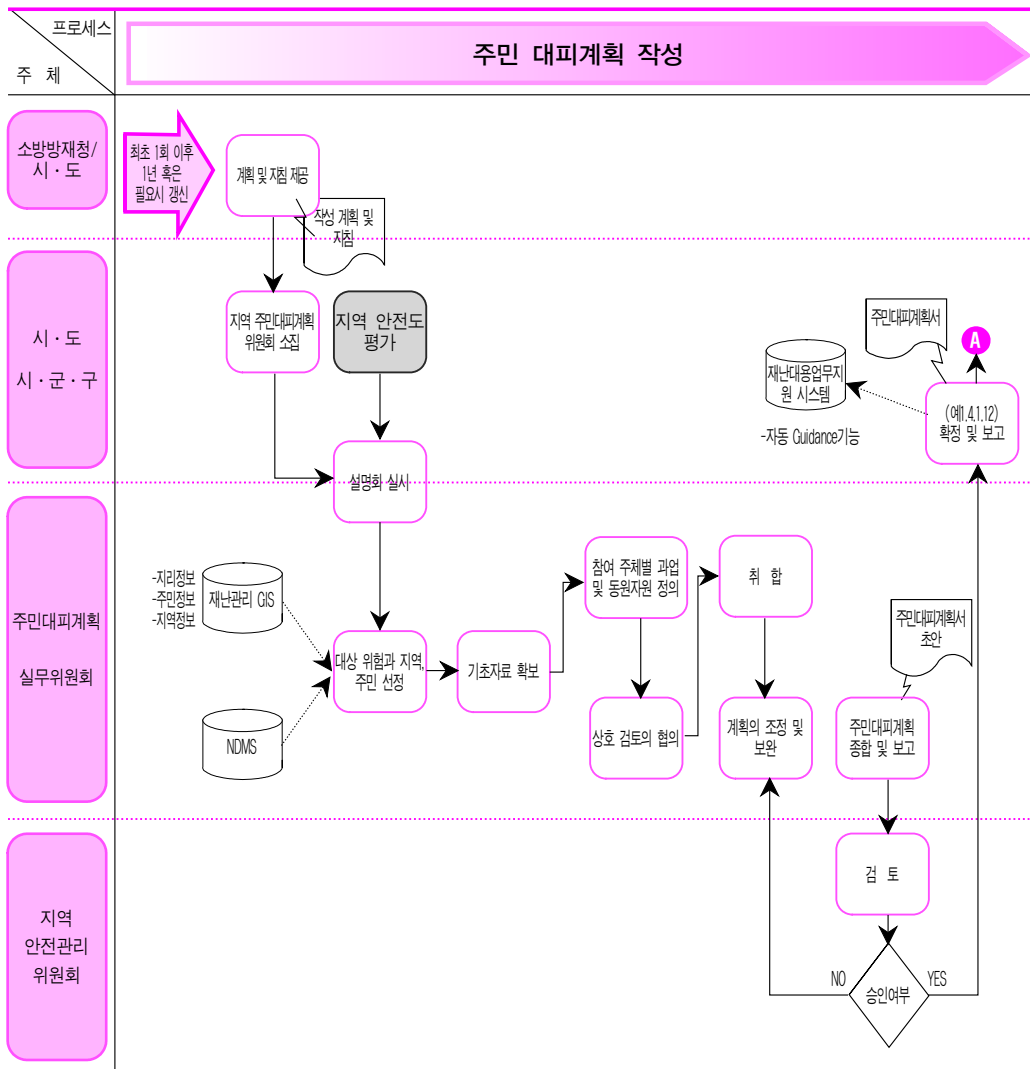 프로세스
주 체
주민 대피계획 작성
소방방재청/
시·도
최초 1회 이후
1년 혹은
필요시 갱신
계획 및 지침 제공
작성 계획 및
지침
시·도
시·군·구
지역 주민대피계획
위원회 소집
지역 안전도
평가
주민대피계획서
A
재난대응업무지
원 시스템
-자동 Guidance기능
(예1.4.1.12)
확정 및 보고
설명회 실시
주민대피계획
실무위원회
-지리정보
-주민정보
-지역정보
재난관리 GIS
NDMS
대상 위험과 지역,
주민 선정
기초자료 확보
참여 주체별 과업
및 동원자원 정의
상호 검토의 협의
취 합
계획의 조정 및
보완
주민대피계획서
초안
주민대피계획
종합 및 보고
지역
안전관리
위원회
검 토
NO
승인여부
YES